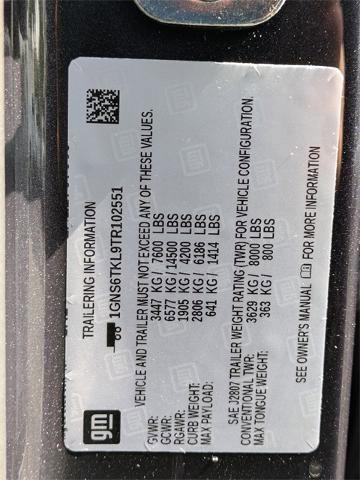 TRAILERING INFORMATION
gm
1GNS6TKL9TR102551
VEHICLE AND TRAILER MUST NOT EXCEED ANY OF THESE VALUES.
GVWR: 3447 KG / 7600 LBS
GCWR: 6577 KG / 14500 LBS
RGAWR: 1905 KG / 4200 LBS
CURB WEIGHT: 2806 KG / 6186 LBS
MAX PAYLOAD: 641 KG / 1414 LBS
SAE J2807 TRAILER WEIGHT RATING (TWR) FOR VEHICLE CONFIGURATION.
CONVENTIONAL TWR: 3629 KG / 8000 LBS
MAX TONGUE WEIGHT: 363 KG / 800 LBS
SEE OWNER'S MANUAL FOR MORE INFORMATION